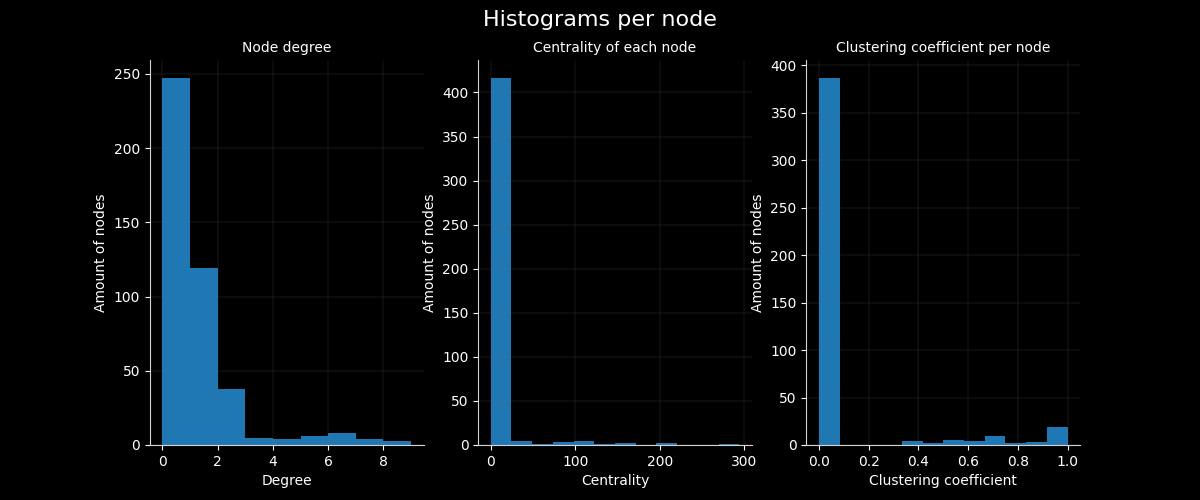 Histograms per node
Node degree
Amount of nodes
250
200
150
100
50
0
0 2 4 6 8
Degree
Centrality of each node
Amount of nodes
400
350
300
250
200
150
100
50
0
0 100 200 300
Centrality
Clustering coefficient per node
Amount of nodes
400
350
300
250
200
150
100
50
0
0.0 0.2 0.4 0.6 0.8 1.0
Clustering coefficient